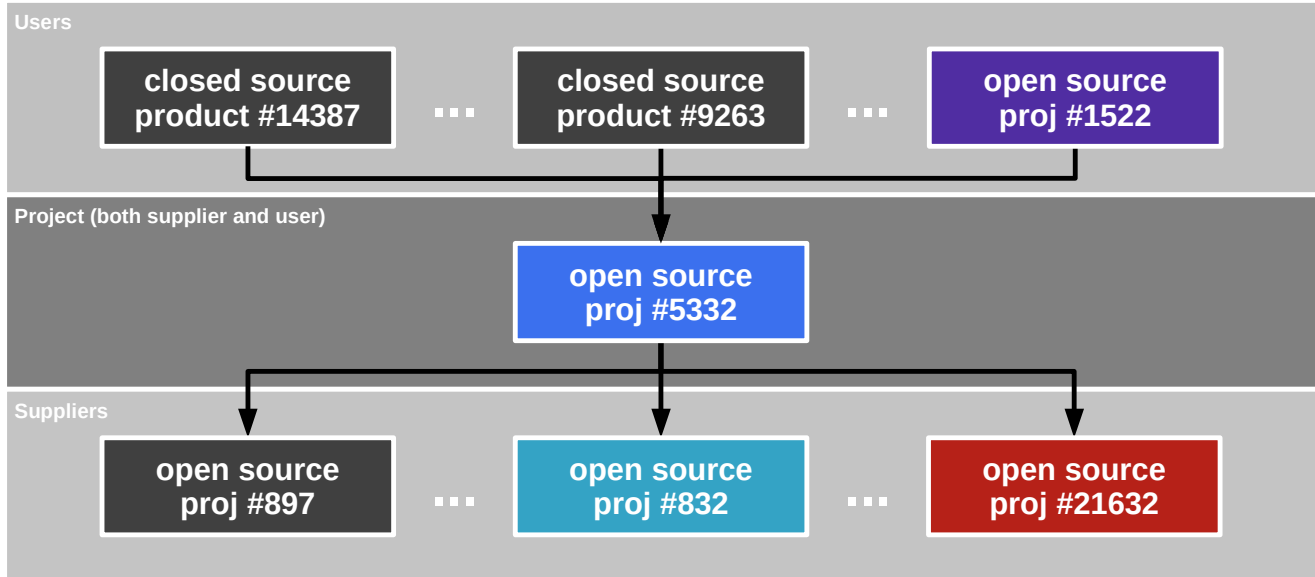 Users
closed source
product #14387
closed source
product #9263
open source
proj #1522
Project (both supplier and user)
open source
proj #5332
Suppliers
open source
proj #897
open source
proj #832
open source
proj #21632